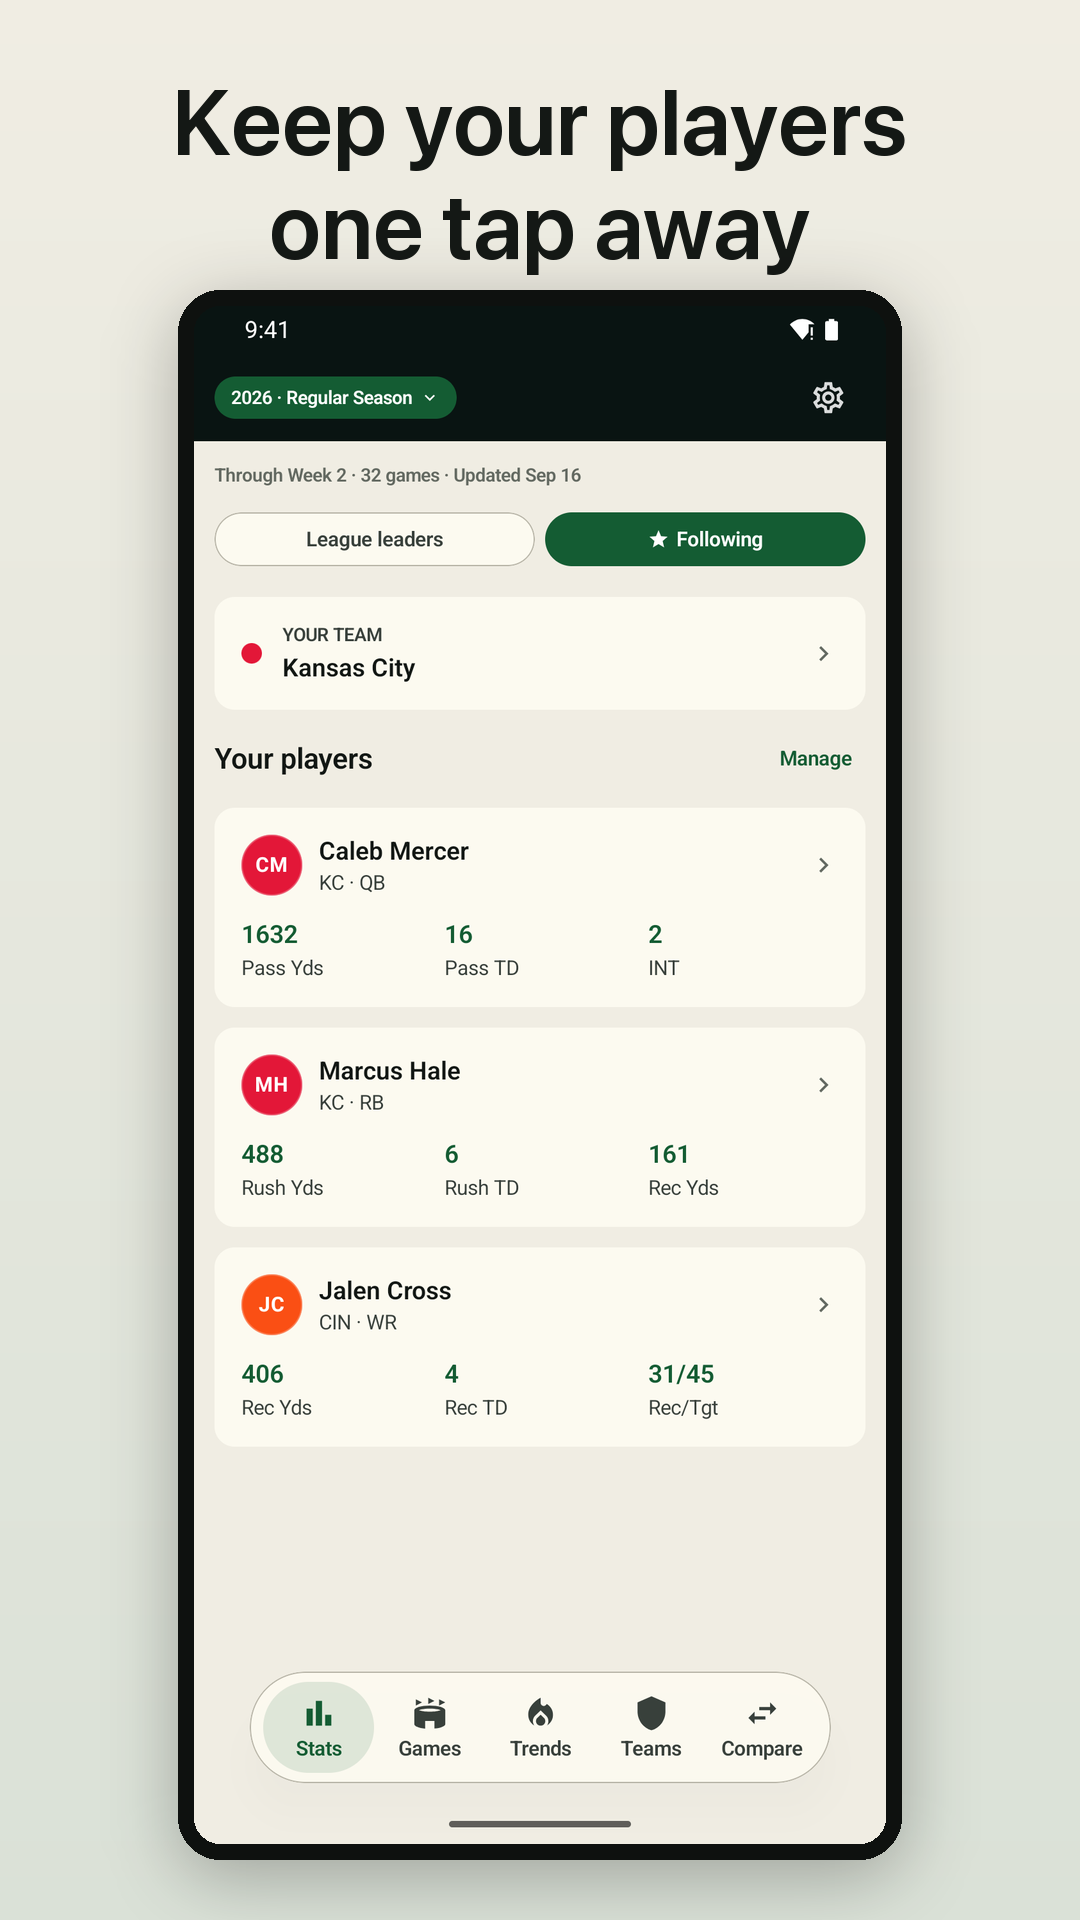 Keep your players
one tap away
9:41
2026 · Regular Season
Through Week 2 · 32 games · Updated Sep 16
League leaders
Following
YOUR TEAM
Kansas City
Your players
Manage
CM
Caleb Mercer
KC · QB
1632 16 2
Pass Yds Pass TD INT
MH
Marcus Hale
KC · RB
488 6 161
Rush Yds Rush TD Rec Yds
JC
Jalen Cross
CIN · WR
406 4 31/45
Rec Yds Rec TD Rec/Tgt
Stats Games Trends Teams Compare